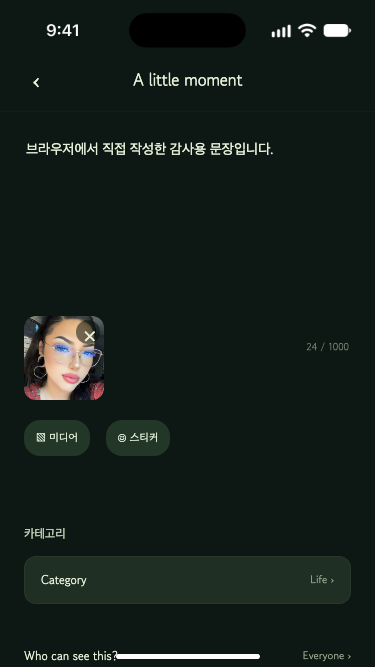 9:41
A little moment
브라우저에서 직접 작성한 감사용 문장입니다.
24 / 1000
미디어
스티커
카테고리
Category
Life ›
Who can see this?
Everyone ›